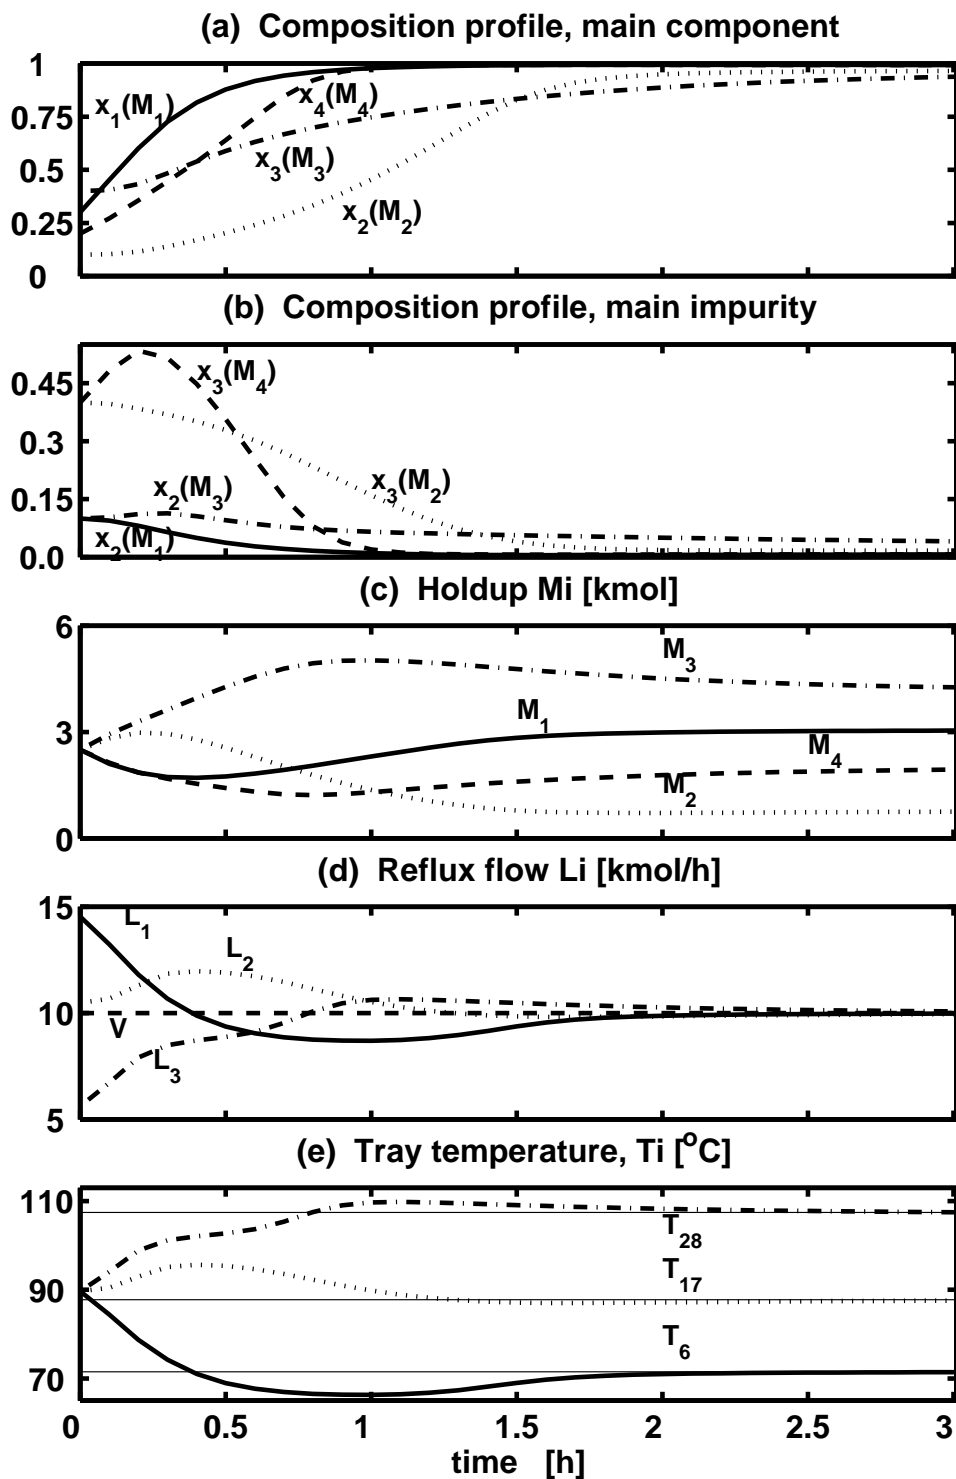 (a) Composition profile, main component
1
0.75
0.5
0.25
0
x1(M1)
x4(M4)
x3(M3)
x2(M2)
(b) Composition profile, main impurity
0.45
0.3
0.15
0.0
x3(M4)
x3(M2)
x2(M3)
x2(M1)
(c) Holdup Mi [kmol]
6
3
0
M3
M1
M4
M2
(d) Reflux flow Li [kmol/h]
15
10
5
L1
L2
V
L3
(e) Tray temperature, Ti [oC]
110
90
70
T28
T17
T6
0 0.5 1 1.5 2 2.5 3
time [h]